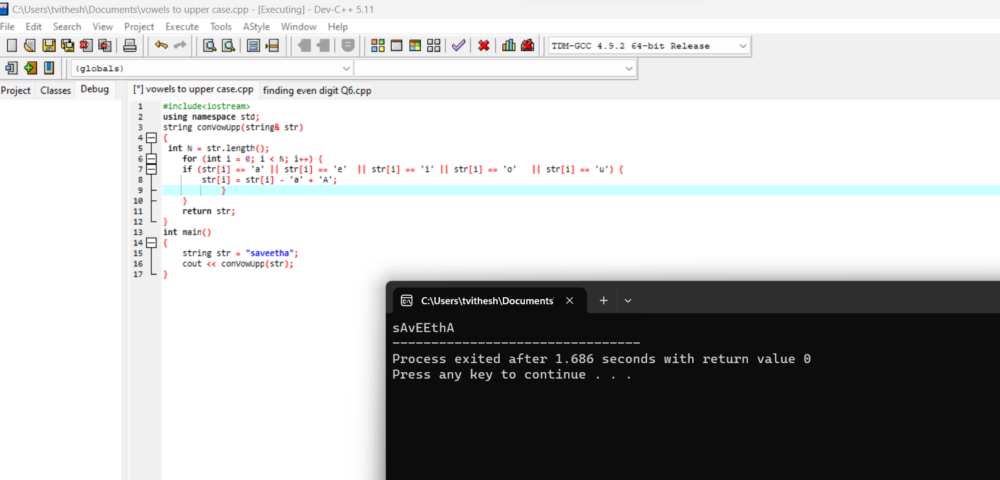 C:\Users\tvithesh\Documents\vowels to upper case.cpp - [Executing] - Dev-C++ 5.11
File Edit Search View Project Execute Tools AStyle Window Help
TDM-GCC 4.9.2 64-bit Release
(globals)
Project Classes Debug [*] vowels to upper case.cpp finding even digit Q6.cpp
1 #include<iostream>
2 using namespace std;
3 string conVowUpp(string& str)
4 {
5 int N = str.length();
6 for (int i = 0; i < N; i++) {
7 if (str[i] == 'a' || str[i] == 'e' || str[i] == 'i' || str[i] == 'o' || str[i] == 'u') {
8 str[i] = str[i] - 'a' + 'A';
9 }
10 }
11 return str;
12 }
13 int main()
14 {
15 string str = "saveetha";
16 cout << conVowUpp(str);
17 }
C:\Users\tvithesh\Documents\
sAvEEthA
--------------------------------
Process exited after 1.686 seconds with return value 0
Press any key to continue . . .